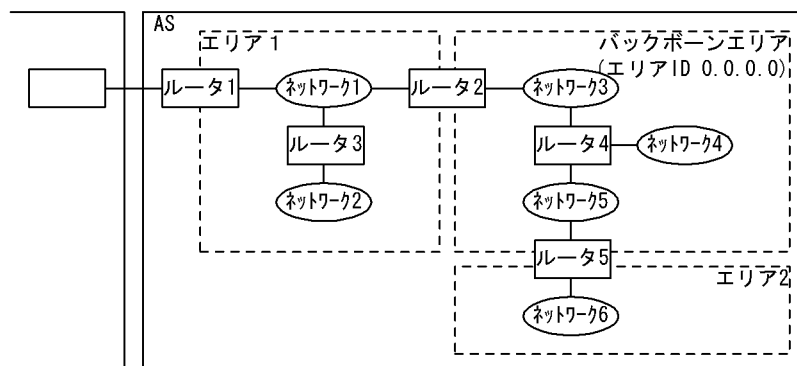 AS
エリア1
バックボーンエリア
(エリアID 0.0.0.0)
ルータ1
ネットワーク1
ルータ2
ネットワーク3
ルータ3
ルータ4
ネットワーク4
ネットワーク2
ネットワーク5
ルータ5
エリア2
ネットワーク6